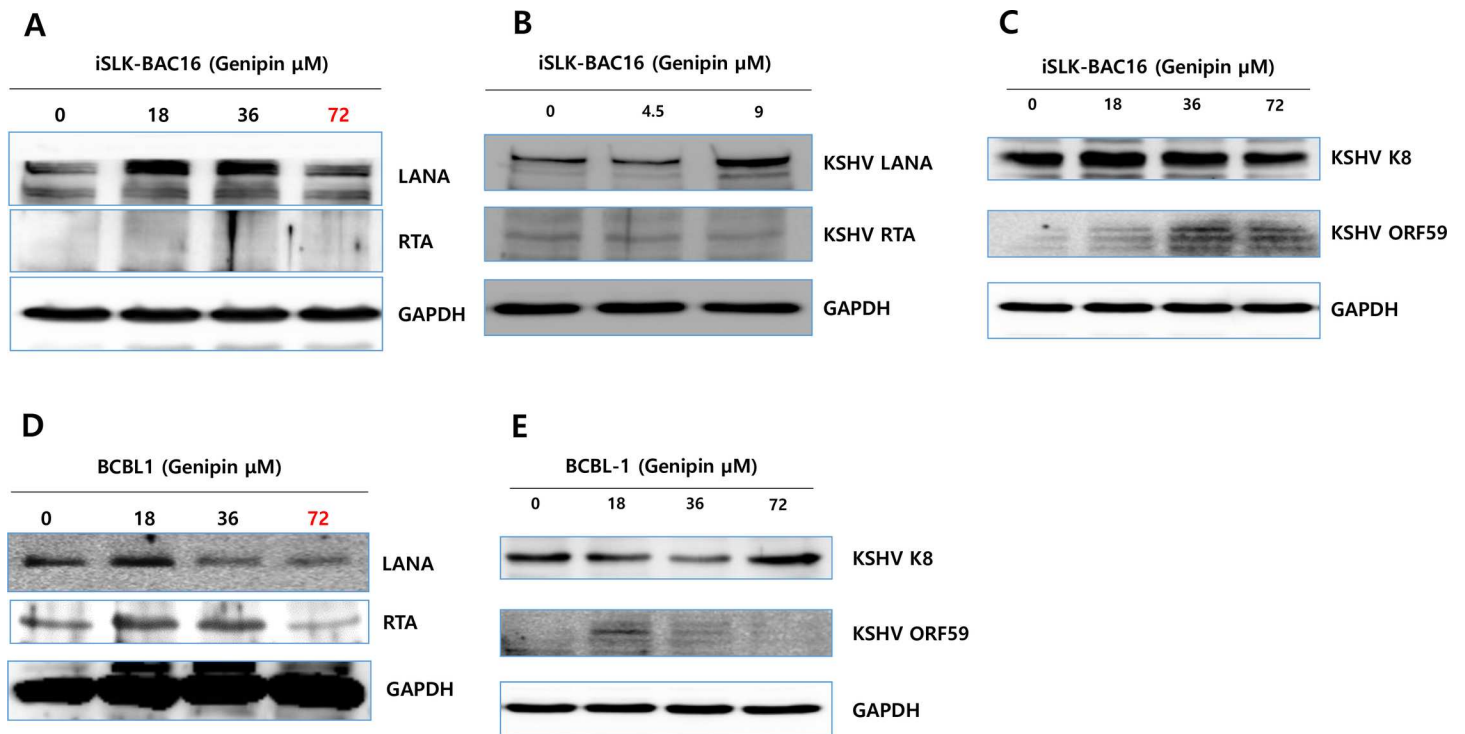 A
iSLK-BAC16 (Genipin µM)
0 18 36 72
LANA
RTA
GAPDH
B
iSLK-BAC16 (Genipin µM)
0 4.5 9
KSHV LANA
KSHV RTA
GAPDH
C
iSLK-BAC16 (Genipin µM)
0 18 36 72
KSHV K8
KSHV ORF59
GAPDH
D
BCBL1 (Genipin µM)
0 18 36 72
LANA
RTA
GAPDH
E
BCBL-1 (Genipin µM)
0 18 36 72
KSHV K8
KSHV ORF59
GAPDH